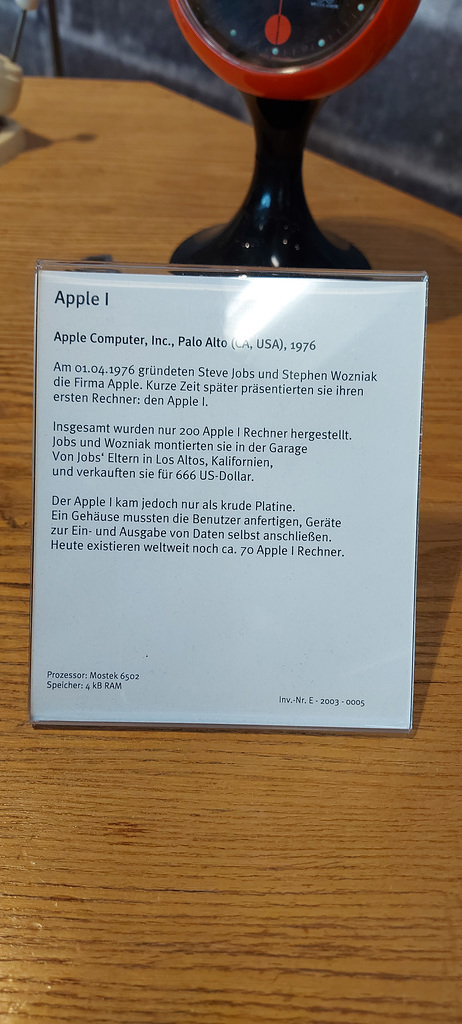 Apple I
Apple Computer, Inc., Palo Alto (CA, USA), 1976
Am 01.04.1976 gründeten Steve Jobs und Stephen Wozniak
die Firma Apple. Kurze Zeit später präsentierten sie ihren
ersten Rechner: den Apple I.
Insgesamt wurden nur 200 Apple I Rechner hergestellt.
Jobs und Wozniak montierten sie in der Garage
Von Jobs‘ Eltern in Los Altos, Kalifornien,
und verkauften sie für 666 US-Dollar.
Der Apple I kam jedoch nur als krude Platine.
Ein Gehäuse mussten die Benutzer anfertigen, Geräte
zur Ein- und Ausgabe von Daten selbst anschließen.
Heute existieren weltweit noch ca. 70 Apple I Rechner.
Prozessor: Mostek 6502
Speicher: 4 kB RAM
Inv.-Nr. E - 2003 - 0005